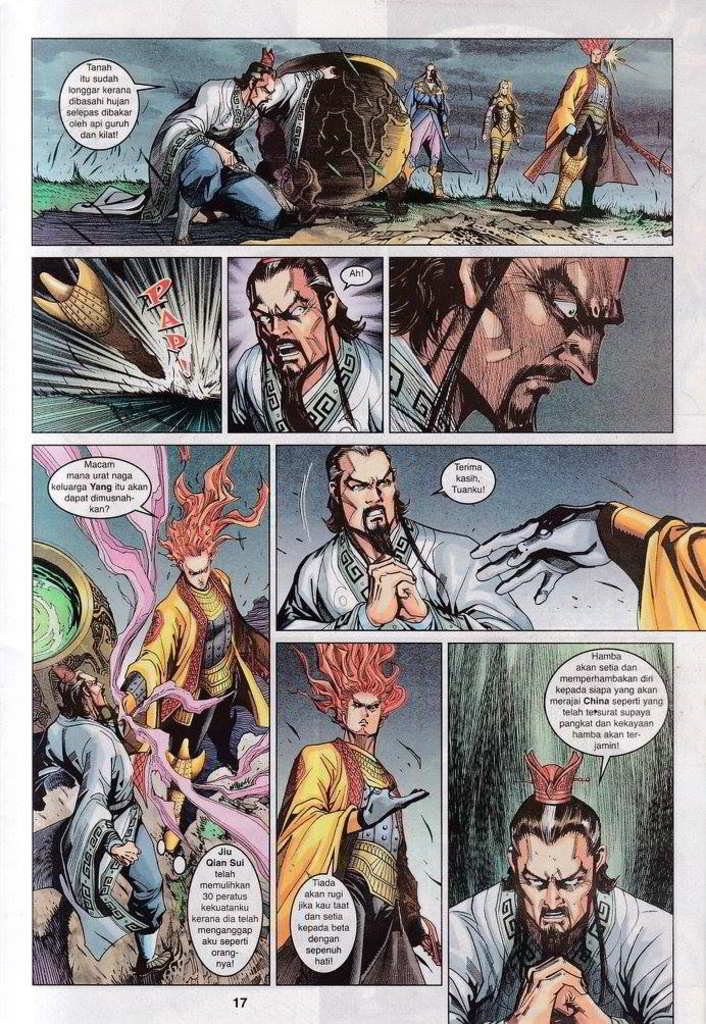 Tanah
itu sudah
longgar kerana
dibasahi hujan
selepas dibakar
oleh api guruh
dan kilat!
PAPU
Ah!
Macam
mana urat naga
keluarga Yang itu akan
dapat dimusnah-
kan?
Terima
kasih,
Tuanku!
Jiu
Qian Sui
telah
memulihkan
30 peratus
kekuatanku
kerana dia telah
menganggap
aku seperti
orang-
nya!
Tiada
akan rugi
jika kau taat
dan setia
kepada beta
dengan
sepenuh
hati!
Hamba
akan setia dan
memperhambakan diri
kepada siapa yang akan
merajai China seperti yang
telah tersurat supaya
pangkat dan kekayaan
hamba akan ter-
jamin!
17